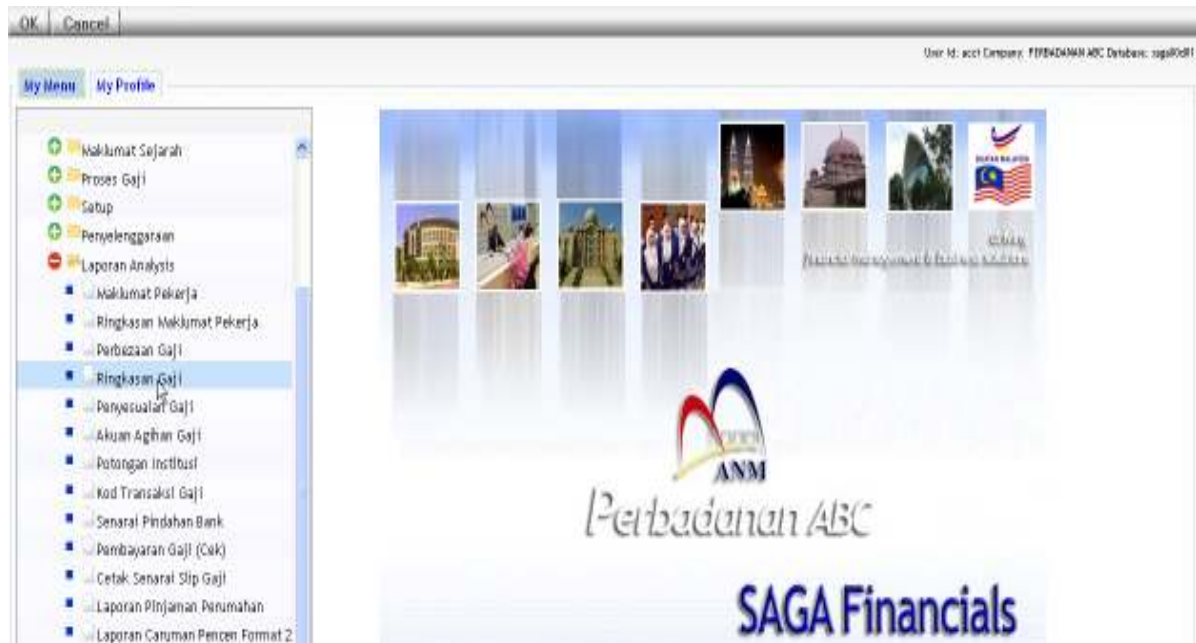 OK Cancel
User Id: acct Company: PERBADANAN ABC Database:
My Menu My Profile
Maklumat Sejarah
Proses Gaji
Setup
Penyelenggaraan
Laporan Analysis
Maklumat Pekerja
Ringkasan Maklumat Pekerja
Perbezaan Gaji
Ringkasan Gaji
Penyesuaian Gaji
Akuan Agihan Gaji
Potongan Institusi
Kod Transaksi Gaji
Senarai Pindahan Bank
Pembayaran Gaji (Cek)
Cetak Senarai Slip Gaji
Laporan Pinjaman Perumahan
Laporan Caruman Pencen Format 2
ANM
Perbadanan ABC
SAGA Financials